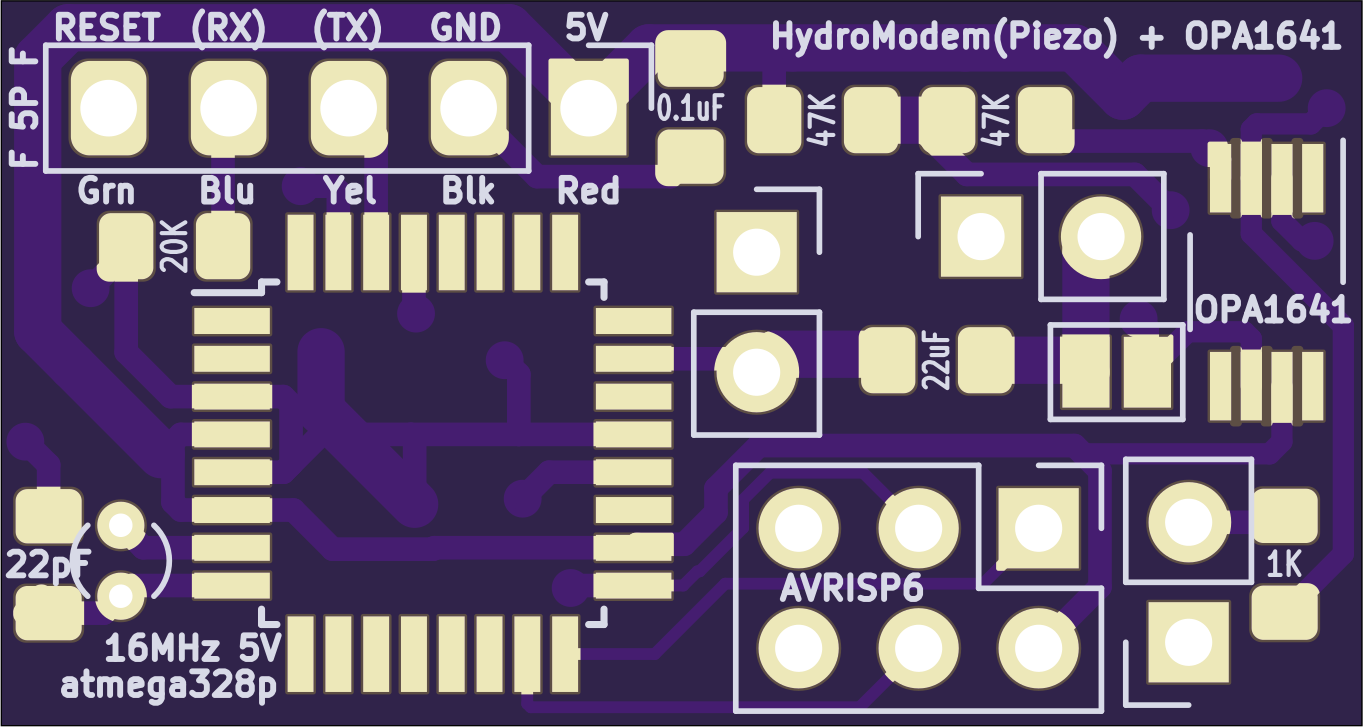 RESET (RX) (TX) GND 5V
HydroModem(Piezo) + OPA1641
F 5P F
0.1uF
47K
47K
Grn Blu Yel Blk Red
20K
OPA1641
22uF
22pF
1K
AVRISP6
16MHz 5V
atmega328p